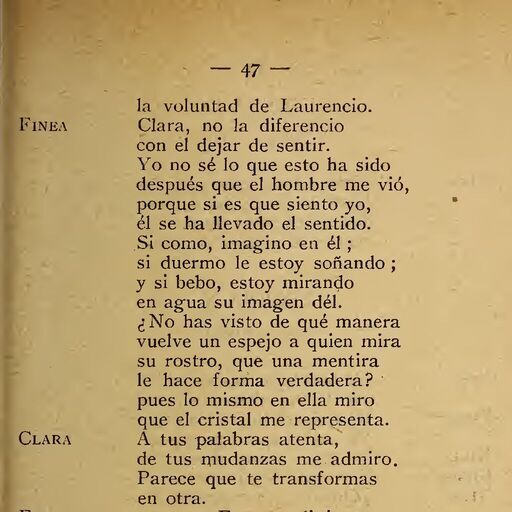 — 47 —
la voluntad de Laurencio.
FINEA Clara, no la diferencio
con el dejar de sentir.
Yo no sé lo que esto ha sido
después que el hombre me vió,
porque si es que siento yo,
él se ha llevado el sentido.
Si como, imagino en él ;
si duermo le estoy soñando ;
y si bebo, estoy mirando
en agua su imagen dél.
¿No has visto de qué manera
vuelve un espejo a quien mira
su rostro, que una mentira
le hace forma verdadera?
pues lo mismo en ella miro
que el cristal me representa.
CLARA A tus palabras atenta,
de tus mudanzas me admiro.
Parece que te transformas
en otra.